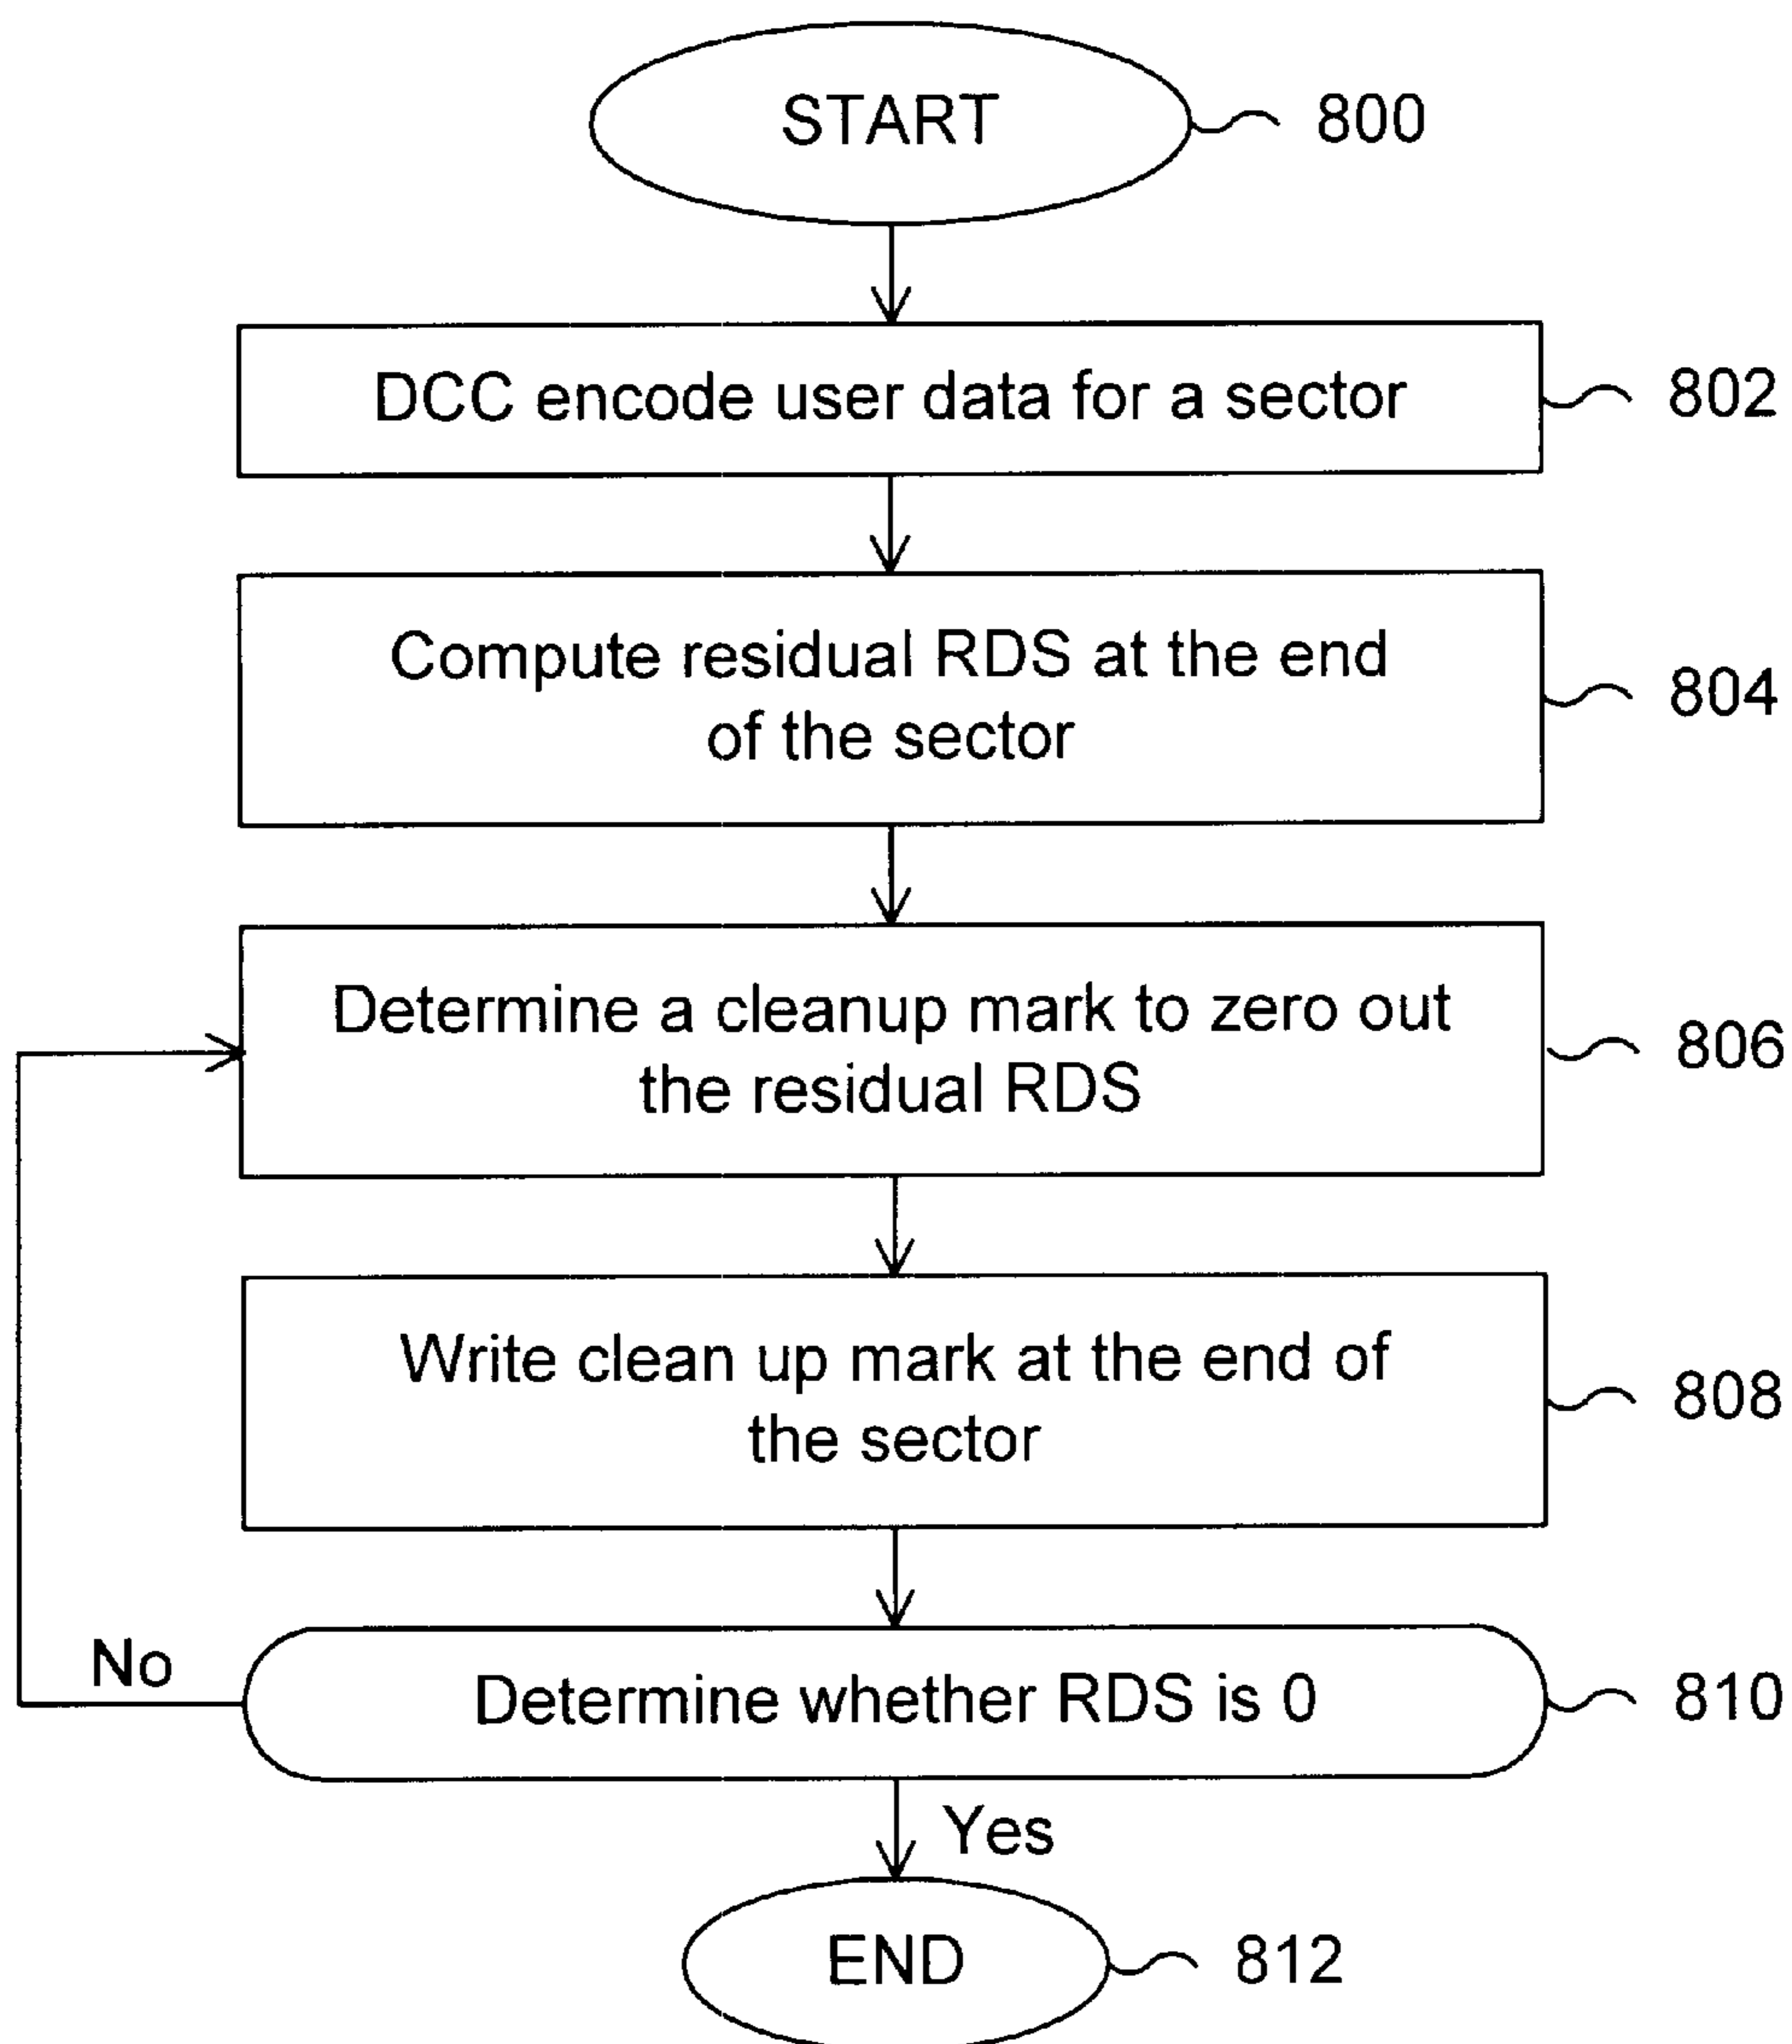 START
800
DCC encode user data for a sector
802
Compute residual RDS at the end
of the sector
804
Determine a cleanup mark to zero out
the residual RDS
806
Write clean up mark at the end of
the sector
808
No
Determine whether RDS is 0
810
Yes
END
812